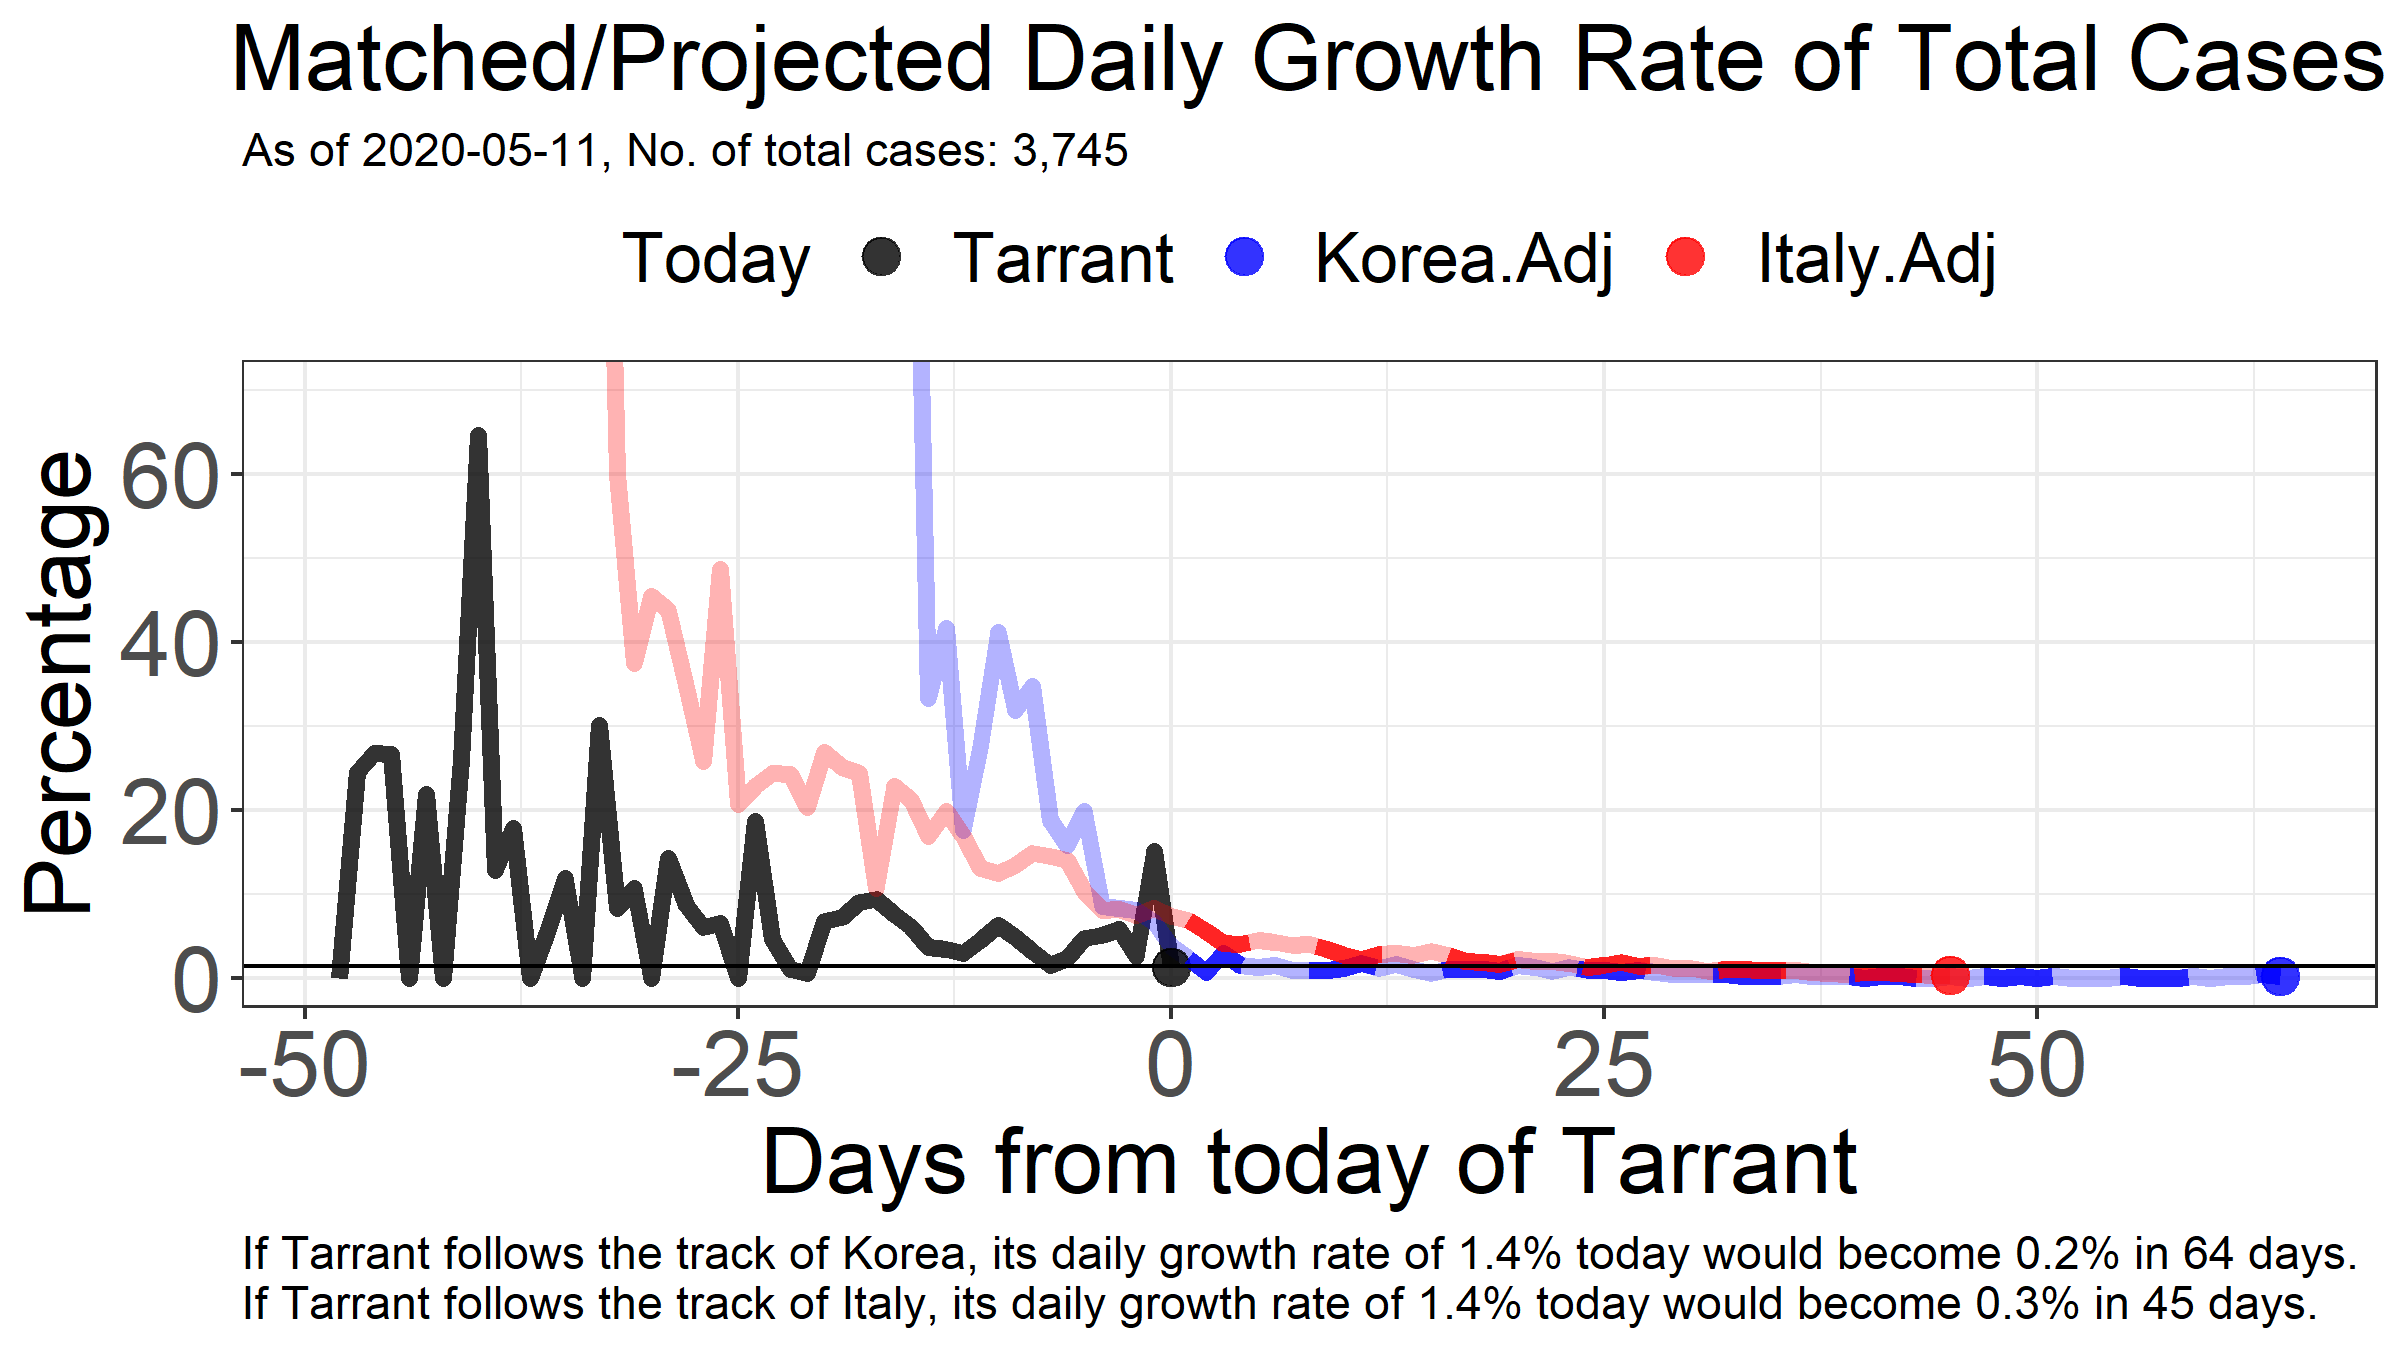 Matched/Projected Daily Growth Rate of Total Cases
As of 2020-05-11, No. of total cases: 3,745
Today Tarrant Korea.Adj Italy.Adj
Percentage
60
40
20
0
-50 -25 0 25 50
Days from today of Tarrant
If Tarrant follows the track of Korea, its daily growth rate of 1.4% today would become 0.2% in 64 days.
If Tarrant follows the track of Italy, its daily growth rate of 1.4% today would become 0.3% in 45 days.